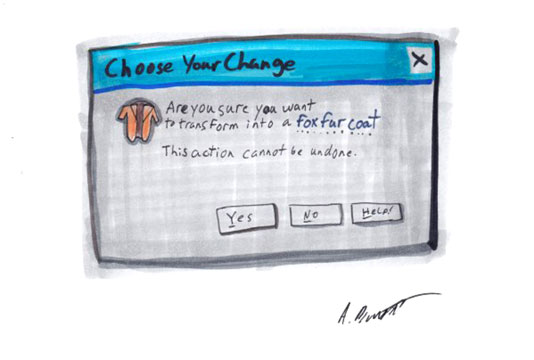 Choose Your Change
X
Are you sure you want
to transform into a fox fur coat
This action cannot be undone.
Yes
No
Help!